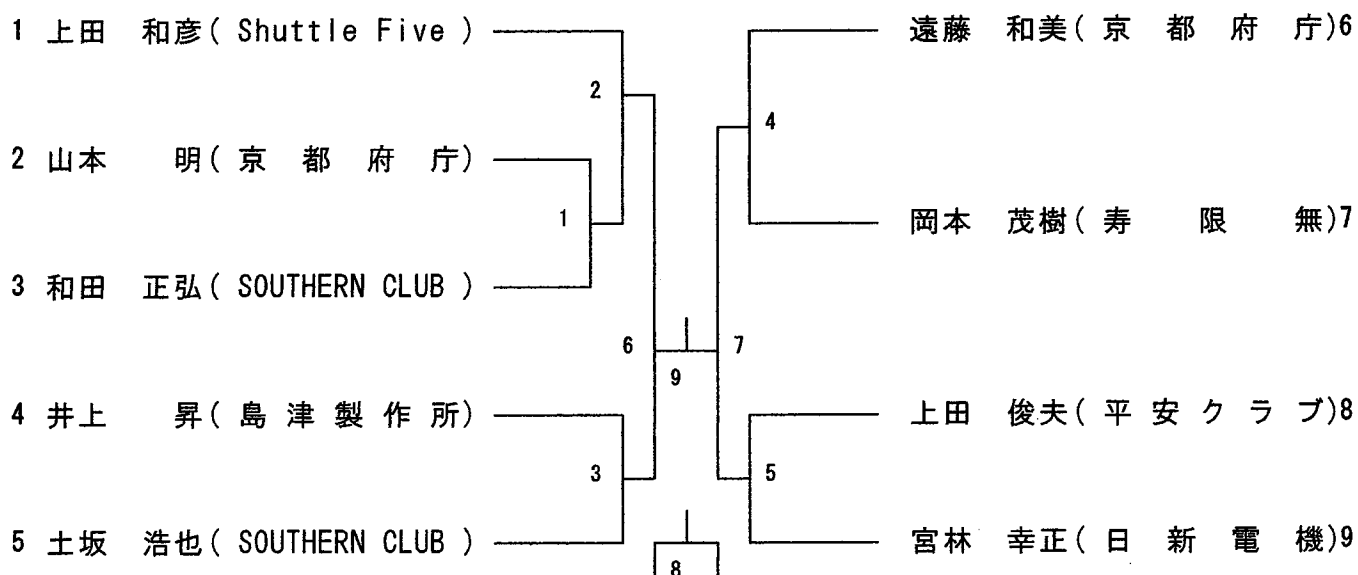 1 上田 和彦( Shuttle Five )
遠藤 和美( 京 都 府 庁)6
2
4
2 山本 明( 京 都 府 庁)
1
岡本 茂樹( 寿 限 無)7
3 和田 正弘( SOUTHERN CLUB )
6
7
9
4 井上 昇( 島 津 製 作 所)
上田 俊夫( 平 安 ク ラ ブ)8
3
5
5 土坂 浩也( SOUTHERN CLUB )
宮林 幸正( 日 新 電 機)9
8